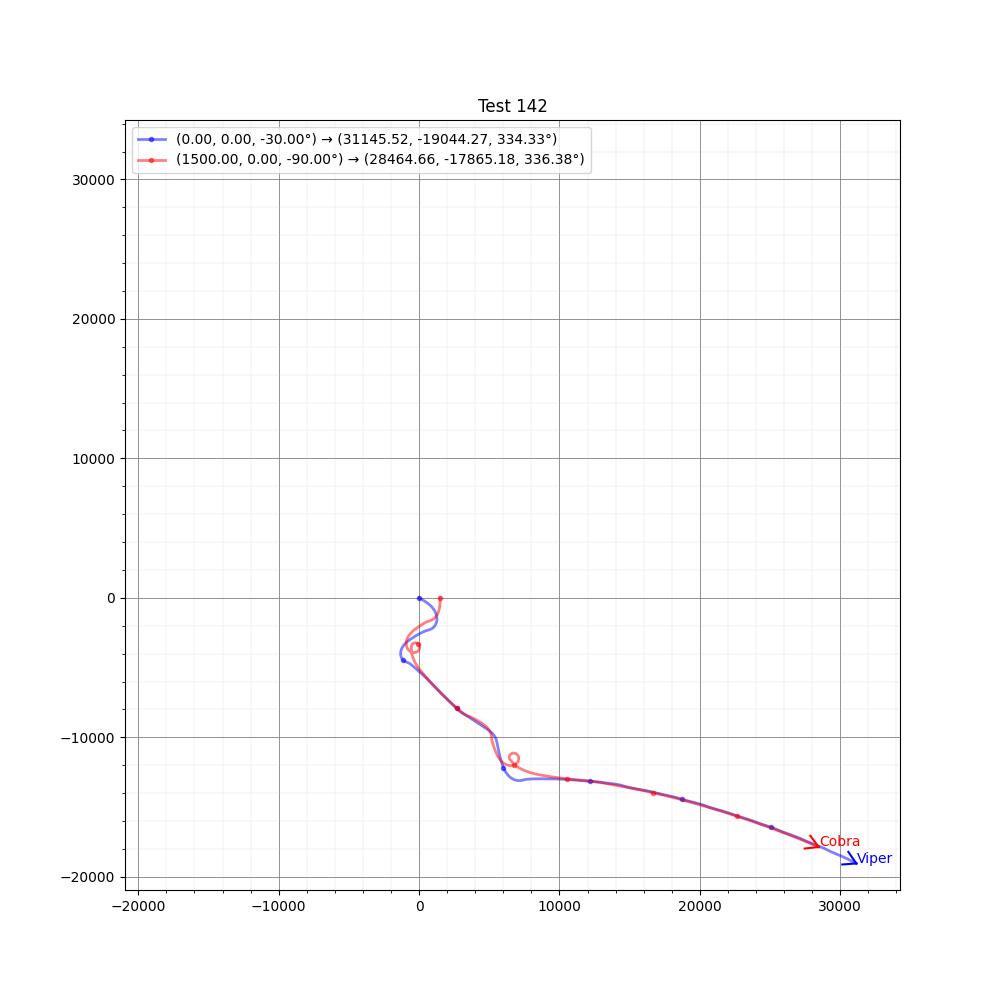 Test 142
(0.00, 0.00, -30.00°) → (31145.52, -19044.27, 334.33°)
(1500.00, 0.00, -90.00°) → (28464.66, -17865.18, 336.38°)
30000
20000
10000
0
−10000
−20000
Cobra
Viper
−20000 −10000 0 10000 20000 30000